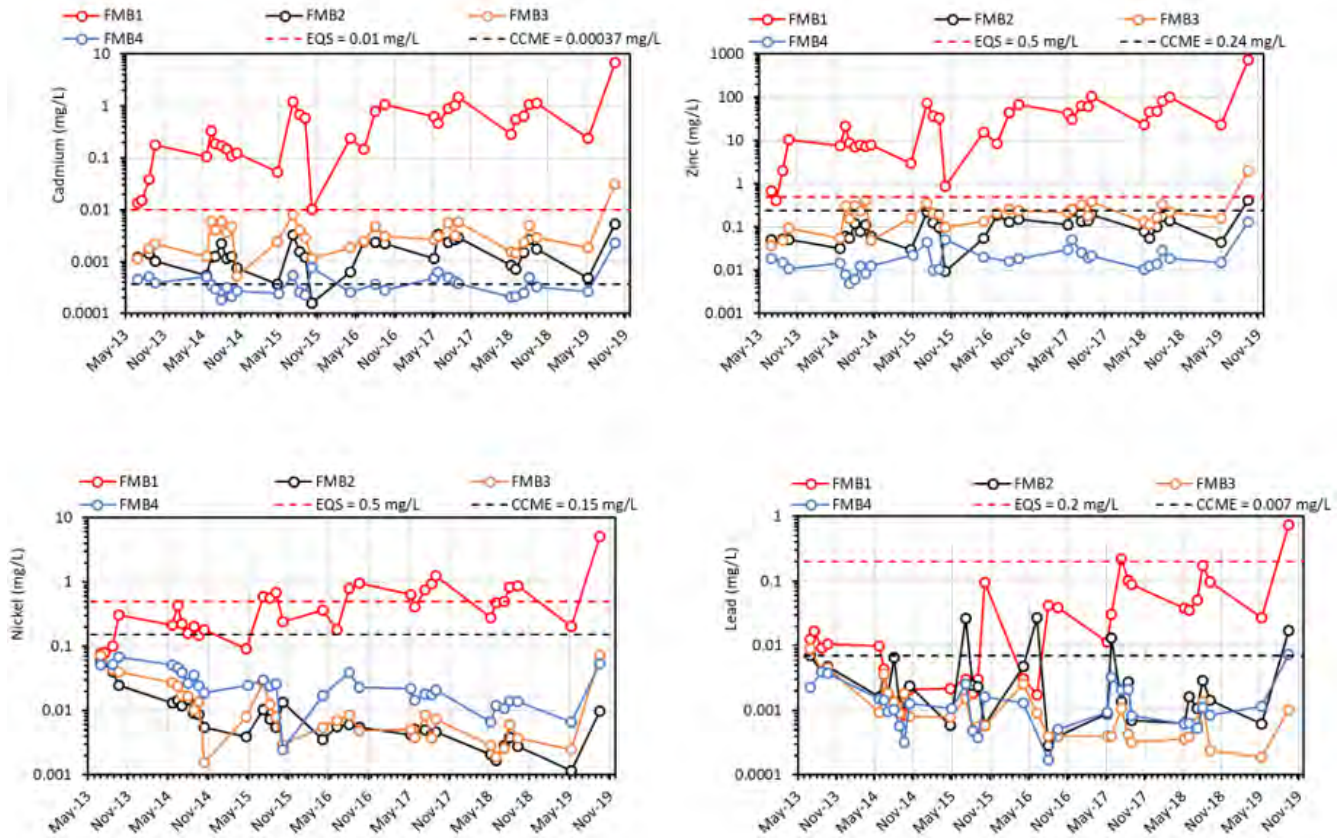 FMB1 FMB2 FMB3
FMB4 EQS = 0.01 mg/L CCME = 0.00037 mg/L
10
1
0.1
0.01
0.001
0.0001
Cadmium (mg/L)
May-13 Nov-13 May-14 Nov-14 May-15 Nov-15 May-16 Nov-16 May-17 Nov-17 May-18 Nov-18 May-19 Nov-19
FMB1 FMB2 FMB3
FMB4 EQS = 0.5 mg/L CCME = 0.24 mg/L
1000
100
10
1
0.1
0.01
0.001
Zinc (mg/L)
May-13 Nov-13 May-14 Nov-14 May-15 Nov-15 May-16 Nov-16 May-17 Nov-17 May-18 Nov-18 May-19 Nov-19
FMB1 FMB2 FMB3
FMB4 EQS = 0.5 mg/L CCME = 0.15 mg/L
10
1
0.1
0.01
0.001
Nickel (mg/L)
May-13 Nov-13 May-14 Nov-14 May-15 Nov-15 May-16 Nov-16 May-17 Nov-17 May-18 Nov-18 May-19 Nov-19
FMB1 FMB2 FMB3
FMB4 EQS = 0.2 mg/L CCME = 0.007 mg/L
1
0.1
0.01
0.001
0.0001
Lead (mg/L)
May-13 Nov-13 May-14 Nov-14 May-15 Nov-15 May-16 Nov-16 May-17 Nov-17 May-18 Nov-18 May-19 Nov-19